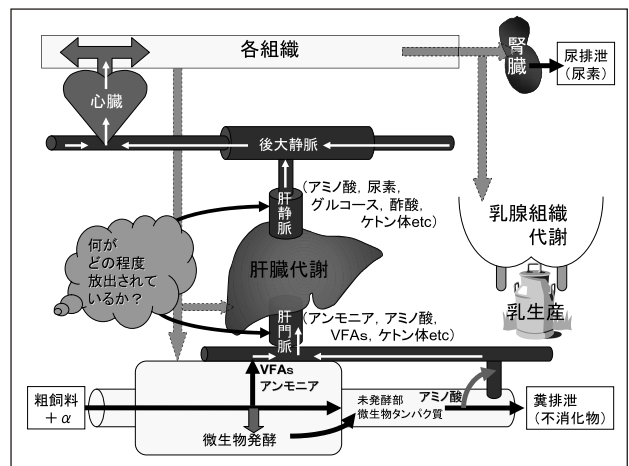 各組織
腎臓
尿排泄
(尿素)
心臓
後大静脈
肝静脈
(アミノ酸, 尿素,
グルコース, 酢酸,
ケトン体etc)
乳腺組織
代謝
何が
どの程度
放出されて
いるか?
肝臓代謝
乳生産
肝門脈
(アンモニア, アミノ酸,
VFAs, ケトン体etc)
VFAs
アンモニア
粗飼料
+α
未発酵部
微生物タンパク質
アミノ酸
糞排泄
(不消化物)
微生物発酵